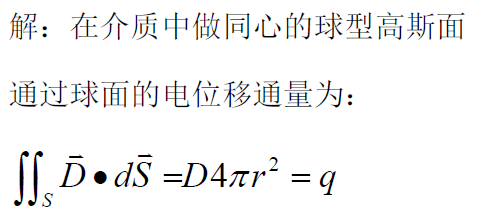 解：在介质中做同心的球型高斯面
通过球面的电位移通量为：
∬_S D⃗ • dS⃗ =D4πr² = q